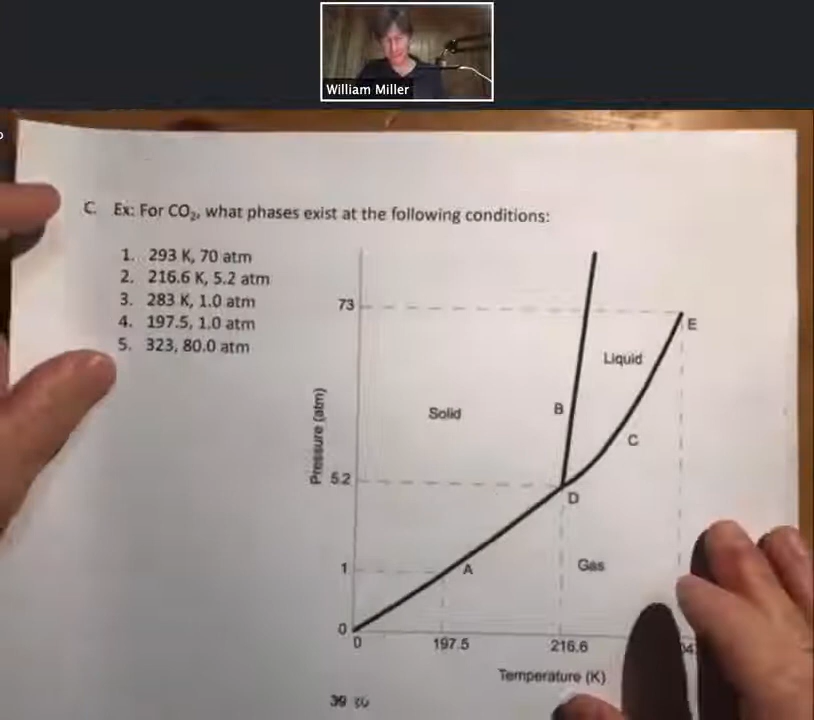 William Miller
C. Ex: For CO₂, what phases exist at the following conditions:
1. 293 K, 70 atm
2. 216.6 K, 5.2 atm
3. 283 K, 1.0 atm
4. 197.5, 1.0 atm
5. 323, 80.0 atm
73
E
Liquid
Solid
B
C
Pressure (atm)
5.2
D
1
A
Gas
0
0
197.5
216.6
Temperature (K)
39